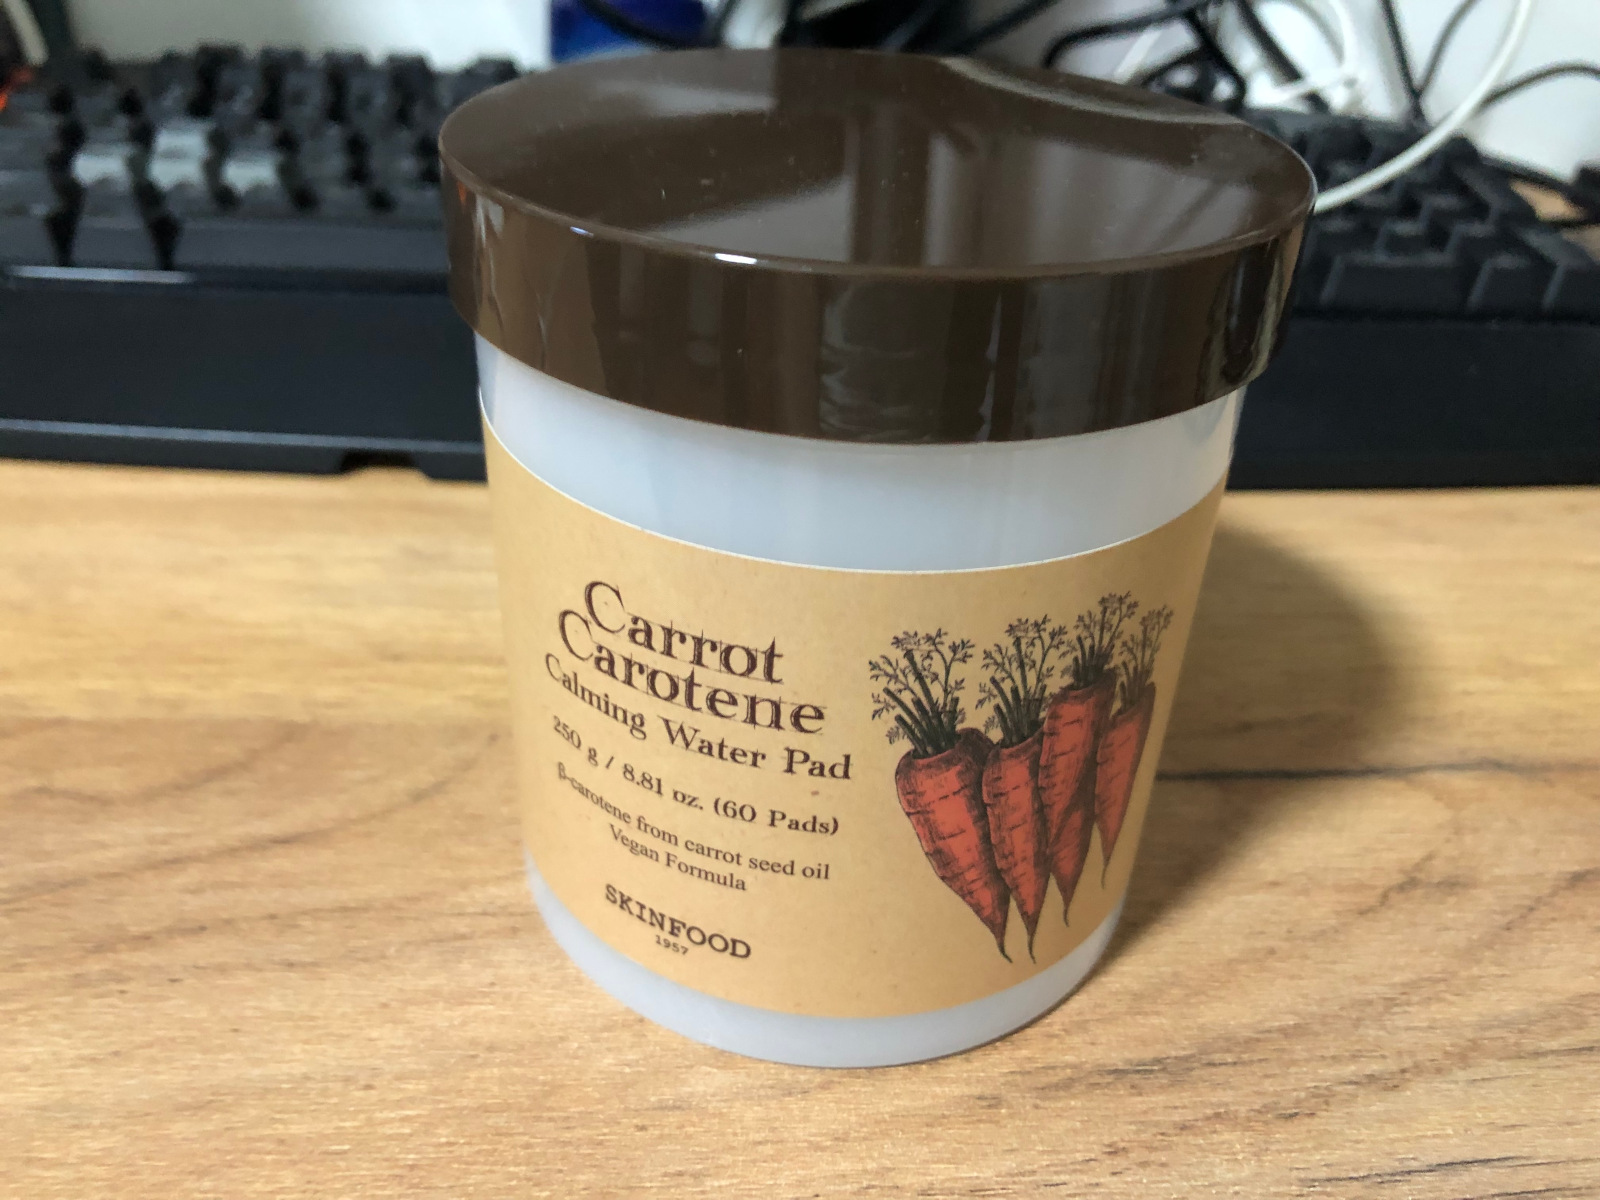 Carrot
Carotene
Calming Water Pad
250 g / 8.81 oz. (60 Pads)
β-carotene from carrot seed oil
Vegan Formula
SKINFOOD
1957